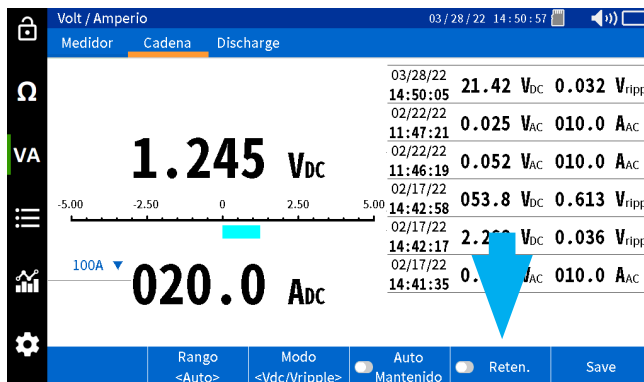 Volt / Amperio
03/28/22 14:50:57
Medidor Cadena Discharge
Ω
VA
1.245 VDC
-5.00 -2.50 0 2.50 5.00
100A ▼
020.0 ADC
03/28/22
14:50:05 21.42 VDC 0.032 Vripp
02/22/22
11:47:21 0.025 VAC 010.0 AAC
02/22/22
11:46:19 0.052 VAC 010.0 AAC
02/17/22
14:42:58 053.8 VDC 0.613 Vripp
02/17/22
14:42:17 VDC 0.036 Vripp
02/17/22
14:41:35 VAC 010.0 AAC
Rango
<Auto>
Modo
<Vdc/Vripple>
Auto
Mantenido
Reten.
Save